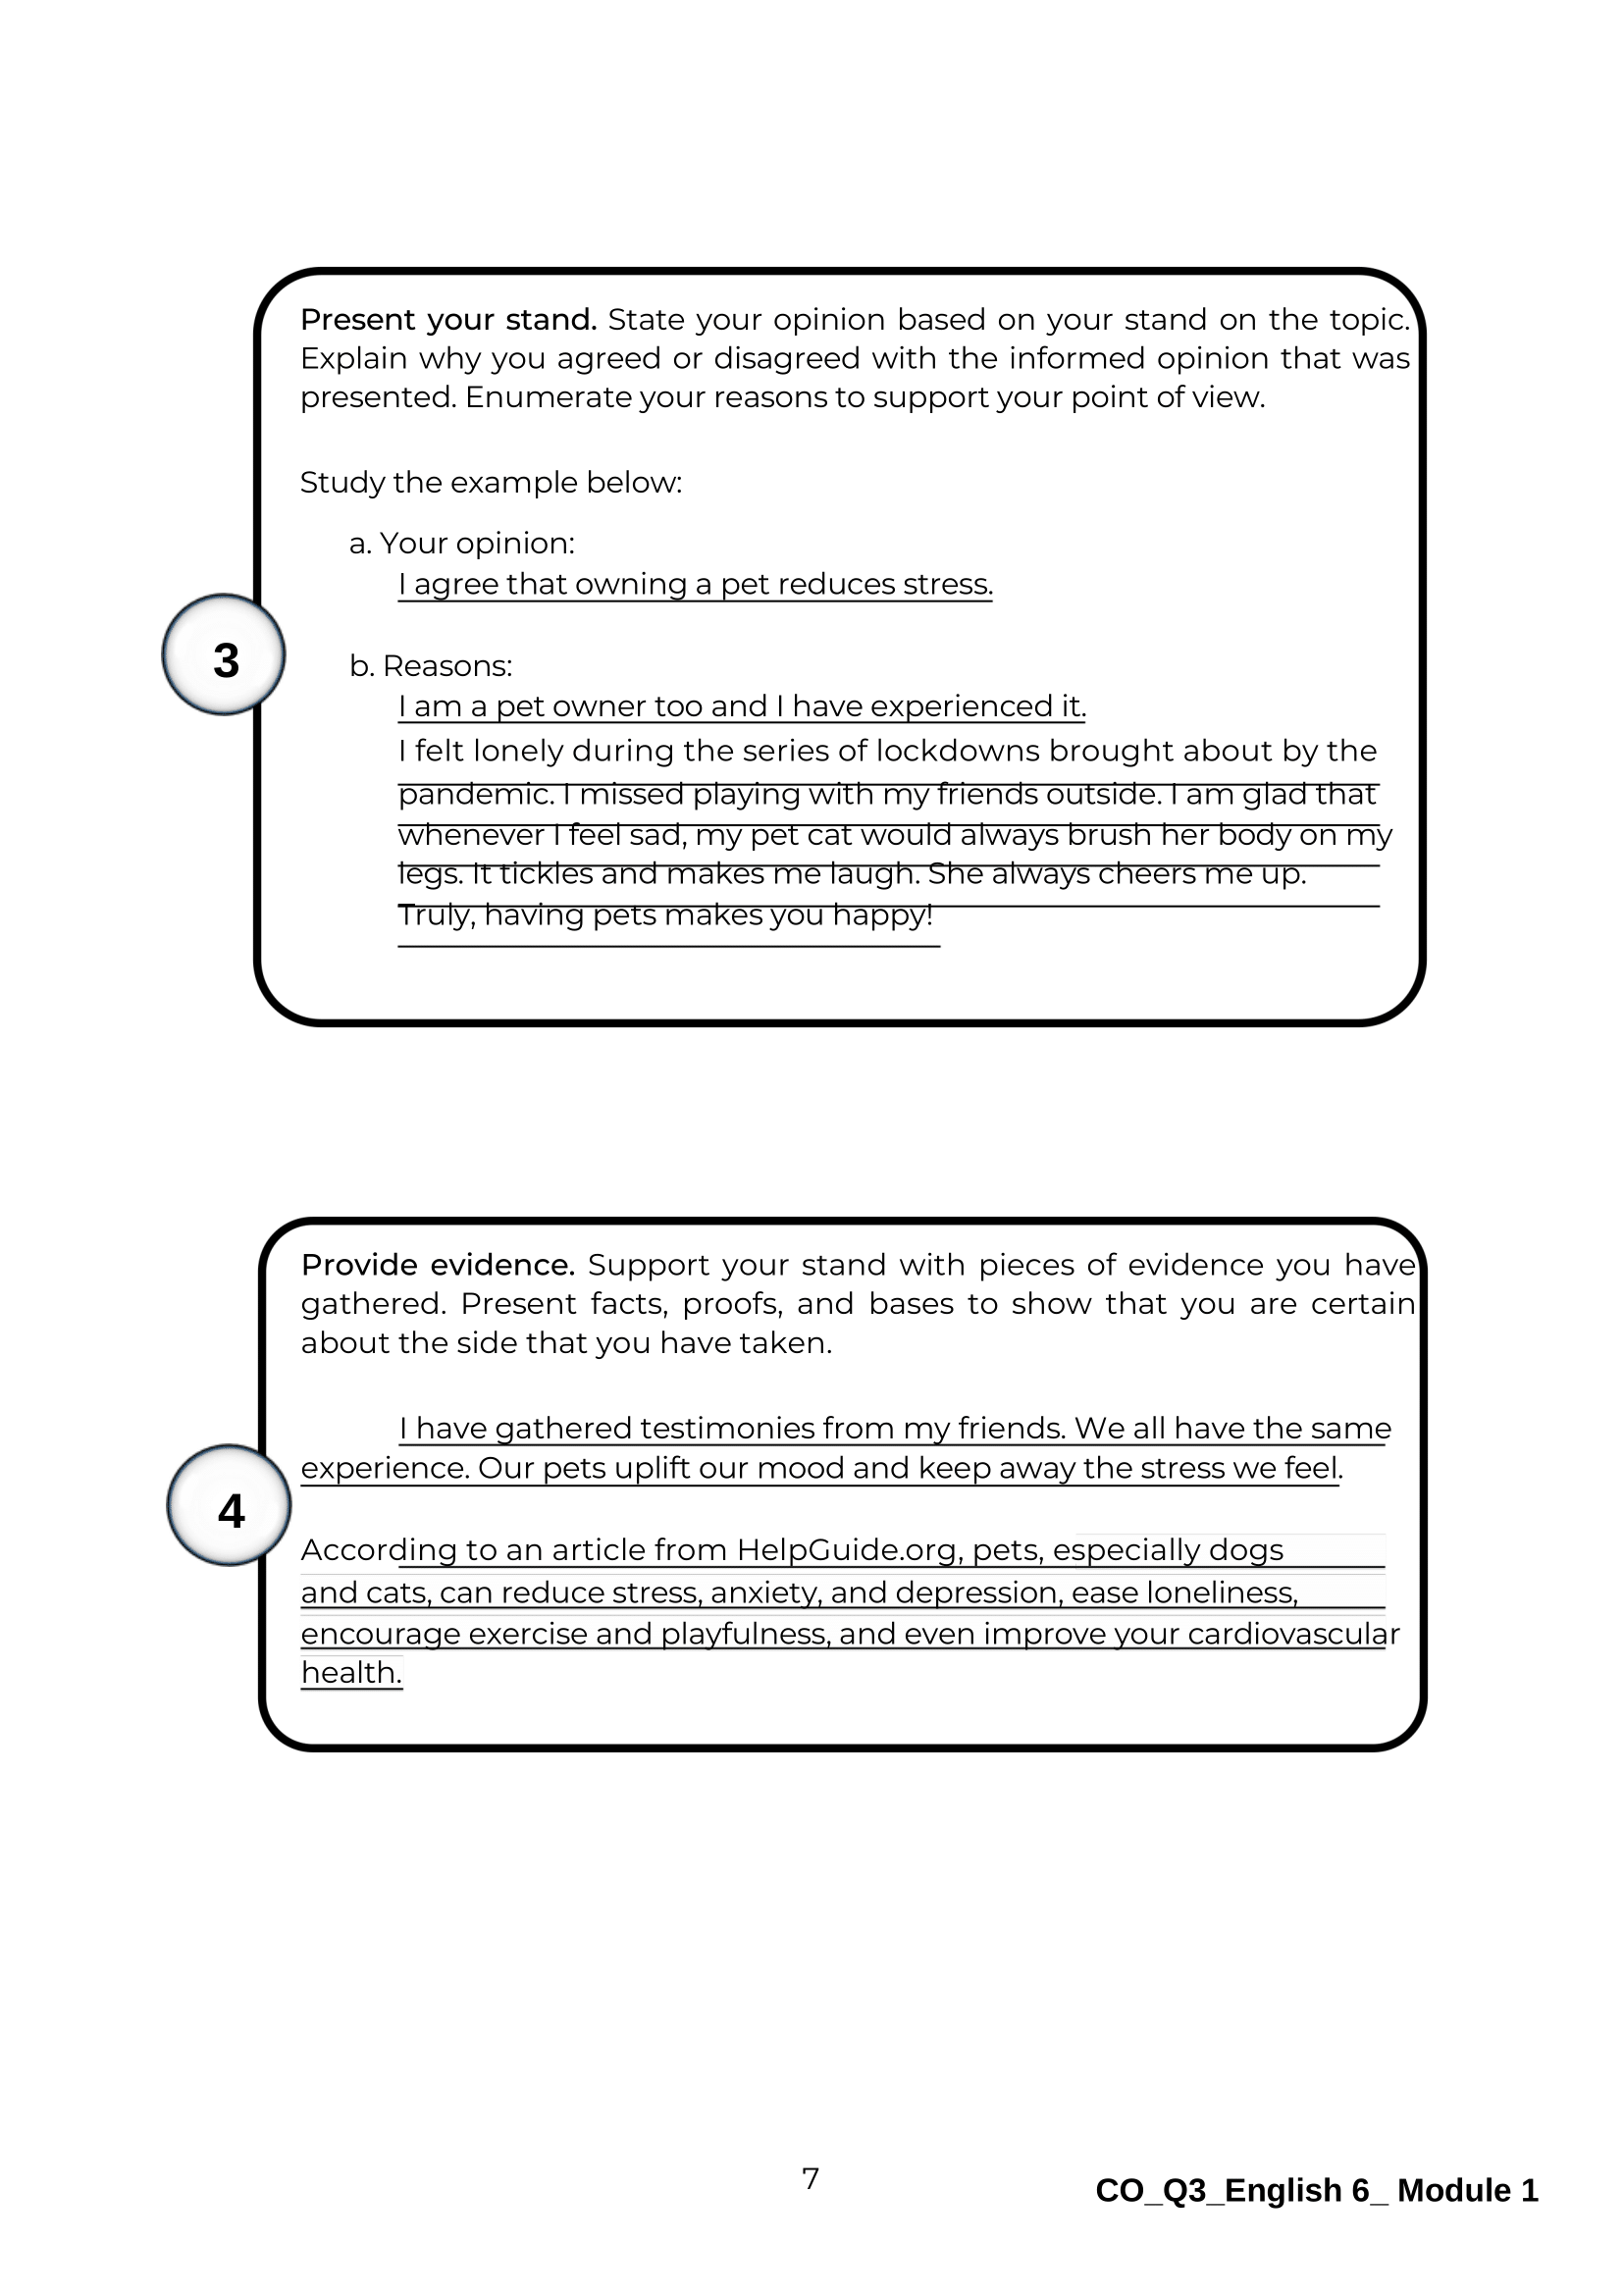 Present your stand. State your opinion based on your stand on the topic.
Explain why you agreed or disagreed with the informed opinion that was
presented. Enumerate your reasons to support your point of view.
Study the example below:
a. Your opinion:
I agree that owning a pet reduces stress.
3
b. Reasons:
I am a pet owner too and I have experienced it.
I felt lonely during the series of lockdowns brought about by the
pandemic. I missed playing with my friends outside. I am glad that
whenever I feel sad, my pet cat would always brush her body on my
legs. It tickles and makes me laugh. She always cheers me up.
Truly, having pets makes you happy!
Provide evidence. Support your stand with pieces of evidence you have
gathered. Present facts, proofs, and bases to show that you are certain
about the side that you have taken.
I have gathered testimonies from my friends. We all have the same
experience. Our pets uplift our mood and keep away the stress we feel.
4
According to an article from HelpGuide.org, pets, especially dogs
and cats, can reduce stress, anxiety, and depression, ease loneliness,
encourage exercise and playfulness, and even improve your cardiovascular
health.
7
CO_Q3_English 6_ Module 1